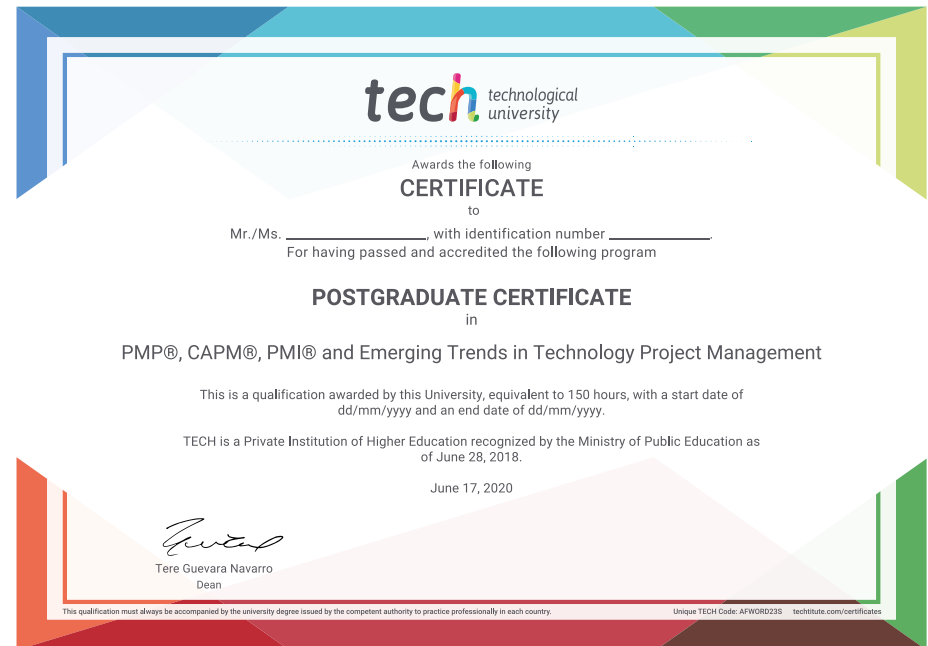 tech technological
university
Awards the following
CERTIFICATE
to
Mr./Ms. ____________________, with identification number ______________.
For having passed and accredited the following program
POSTGRADUATE CERTIFICATE
in
PMP®, CAPM®, PMI® and Emerging Trends in Technology Project Management
This is a qualification awarded by this University, equivalent to 150 hours, with a start date of
dd/mm/yyyy and an end date of dd/mm/yyyy.
TECH is a Private Institution of Higher Education recognized by the Ministry of Public Education as
of June 28, 2018.
June 17, 2020
Tere Guevara Navarro
Dean
This qualification must always be accompanied by the university degree issued by the competent authority to practice professionally in each country.
Unique TECH Code: AFWORD23S techtitute.com/certificates